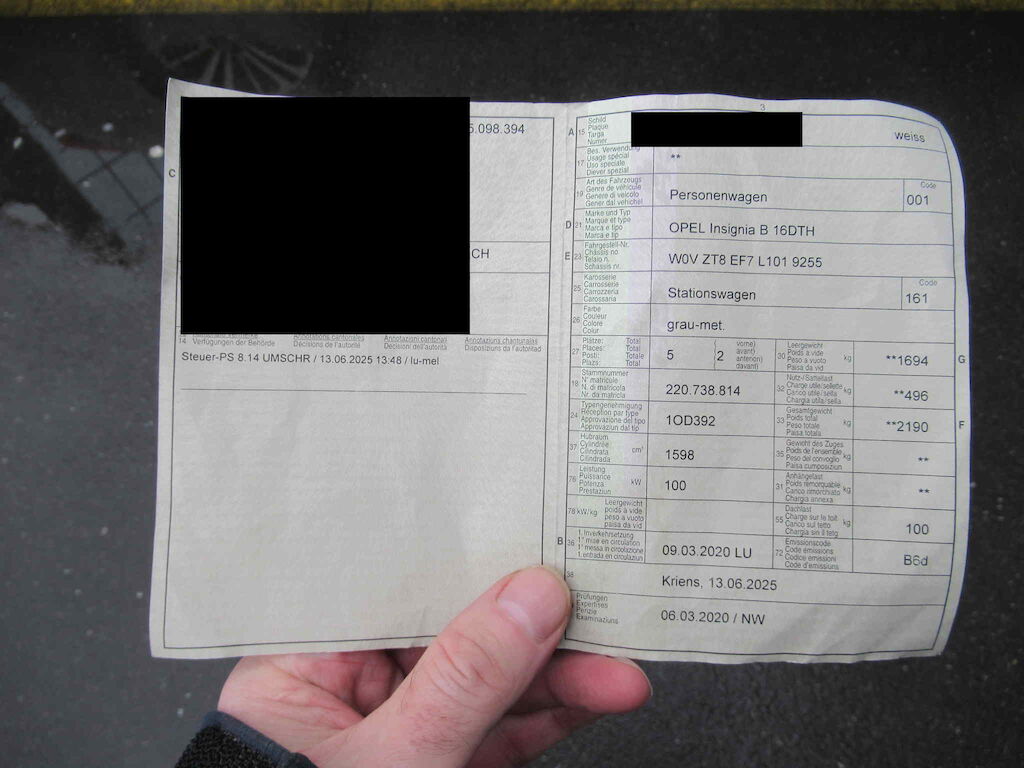 5.098.394
C
CH
14
Verfügungen der Behörde
Annotations cantonales
Décisions de l'autorité
Annotazioni cantonali
Decisioni dell'autorità
Annotaziuns chantunalas
Disposiziuns da l'autoritad
Steuer-PS 8.14 UMSCHR / 13.06.2025 13:48 / lu-mel
3
A 15 Schild
Plaque
Targa
Numer
weiss
17 Bes. Verwendung
Usage spécial
Uso speciale
Diever spezial
**
19 Art des Fahrzeugs
Genre de véhicule
Genere di veicolo
Gener dal vehichel
Personenwagen
Code
001
D 21 Marke und Typ
Marque et type
Marca e tipo
Marca e tip
OPEL Insignia B 16DTH
E 23 Fahrgestell-Nr.
Châssis no
Telaio n.
Schassis nr.
W0V ZT8 EF7 L101 9255
25 Karosserie
Carrosserie
Carrozzeria
Carossaria
Stationswagen
Code
161
26 Farbe
Couleur
Colore
Colur
grau-met.
27 Plätze: Total
Places: Total
Posti: Totale
Plazs: Total
5
( vorne)
2 avant)
anteriori)
davant)
30 Leergewicht
Poids à vide
Peso a vuoto
Paisa da vid
kg
**1694
G
18 Stammnummer
N° matricule
N. di matricola
Nr. da matricla
220.738.814
32 Nutz-/Sattellast
Charge utile/sellette
Carico utile/sella
Chargia utila/sella
kg
**496
24 Typengenehmigung
Réception par type
Approvazione del tipo
Approvaziun dal tip
1OD392
33 Gesamtgewicht
Poids total
Peso totale
Paisa totala
kg
**2190
F
37 Hubraum
Cylindrée
Cilindrata
Cilindrada
cm³
1598
35 Gewicht des Zuges
Poids de l'ensemble
Peso del convoglio
Paisa cumposiziun
kg
**
76 Leistung
Puissance
Potenza
Prestaziun
kW
100
31 Anhängelast
Poids remorquable
Carico rimorchiato
Chargia annexa
kg
**
78 kW/kg
Leergewicht
poids à vide
peso a vuoto
paisa da vid
55 Dachlast
Charge sur le toit
Carico sul tetto
Chargia sin il tetg
kg
100
B 36 1. Inverkehrsetzung
1re mise en circulation
1a messa in circolazione
1. entrada en circulaziun
09.03.2020 LU
72 Emissionscode
Code émissions
Codice emissioni
Code d'emissiuns
B6d
38
Kriens, 13.06.2025
Prüfungen
Expertises
Perizie
Examinaziuns
06.03.2020 / NW